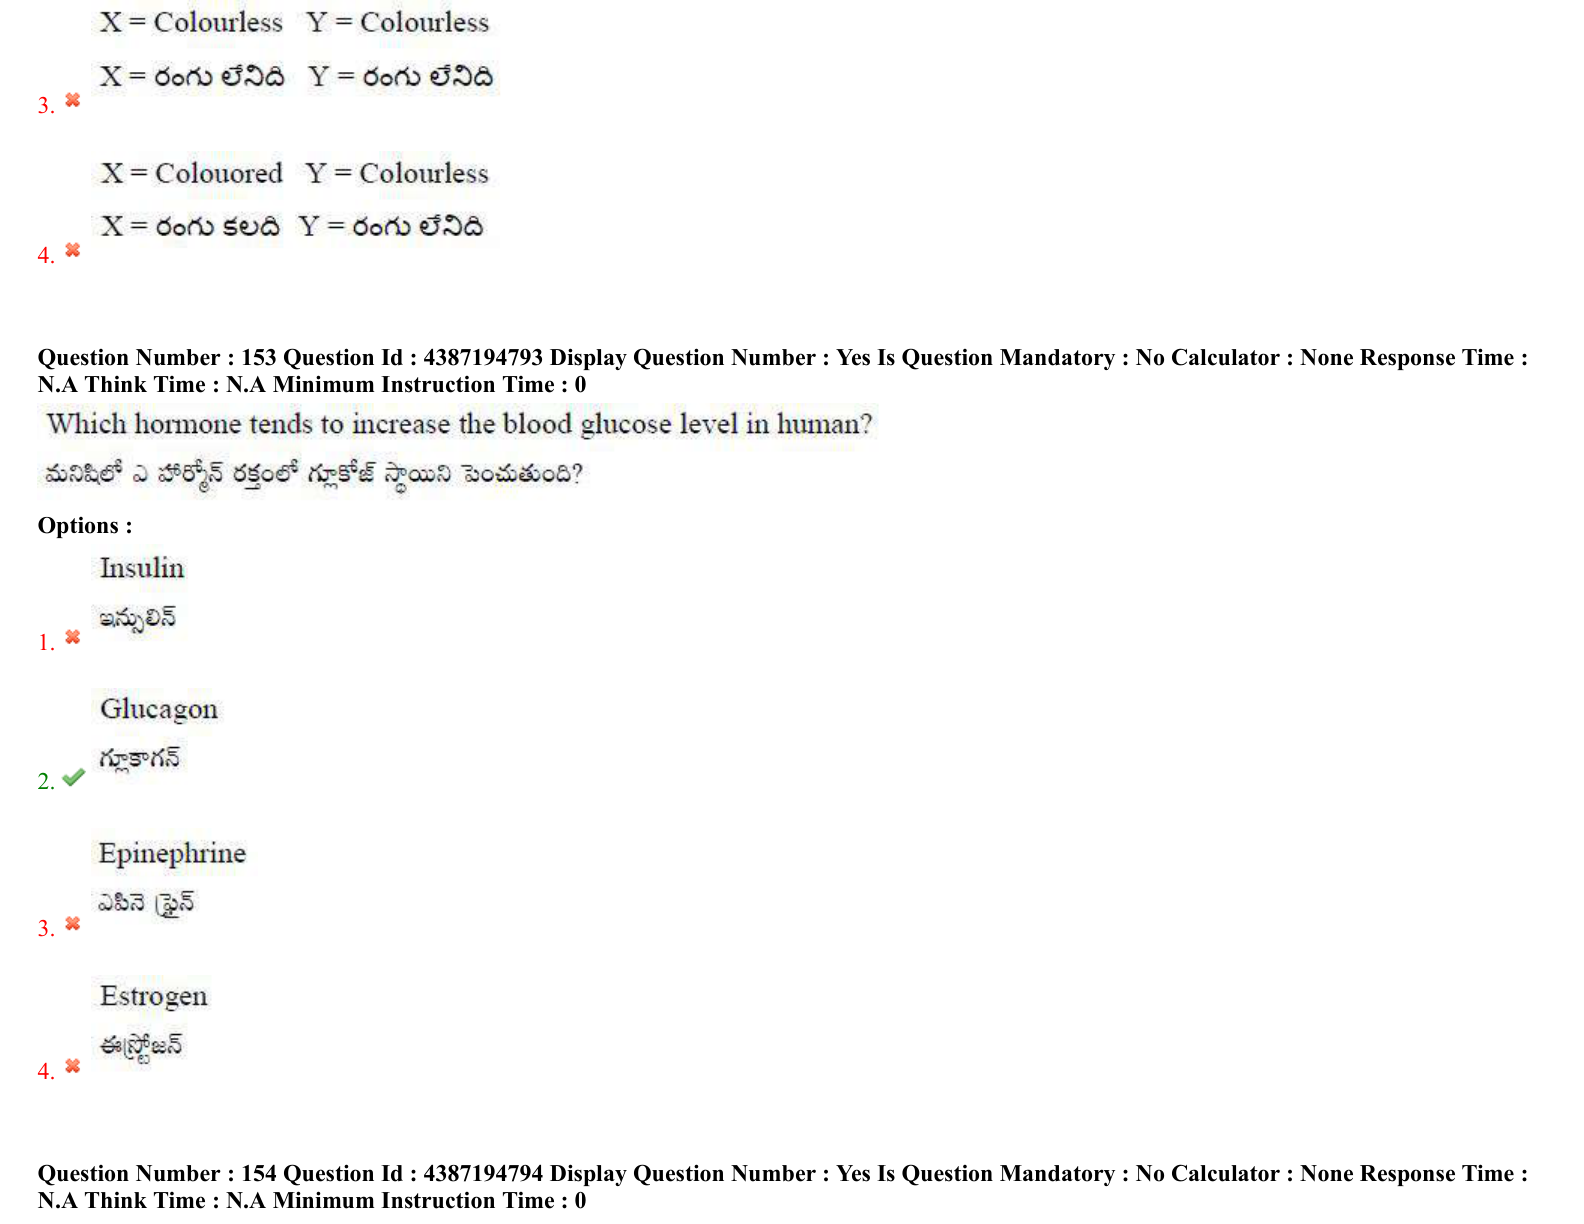 X = Colourless Y = Colourless
X = రంగు లేనిది Y = రంగు లేనిది
3.
X = Colouored Y = Colourless
X = రంగు కలది Y = రంగు లేనిది
4.
Question Number : 153 Question Id : 4387194793 Display Question Number : Yes Is Question Mandatory : No Calculator : None Response Time :
N.A Think Time : N.A Minimum Instruction Time : 0
Which hormone tends to increase the blood glucose level in human?
మనిషిలో ఎ హార్మోన్ రక్తంలో గ్లూకోజ్ స్థాయిని పెంచుతుంది?
Options :
Insulin
ఇన్సులిన్
1.
Glucagon
గ్లూకాగన్
2.
Epinephrine
ఎపినె ఫ్రైన్
3.
Estrogen
ఈస్ట్రోజన్
4.
Question Number : 154 Question Id : 4387194794 Display Question Number : Yes Is Question Mandatory : No Calculator : None Response Time :
N.A Think Time : N.A Minimum Instruction Time : 0